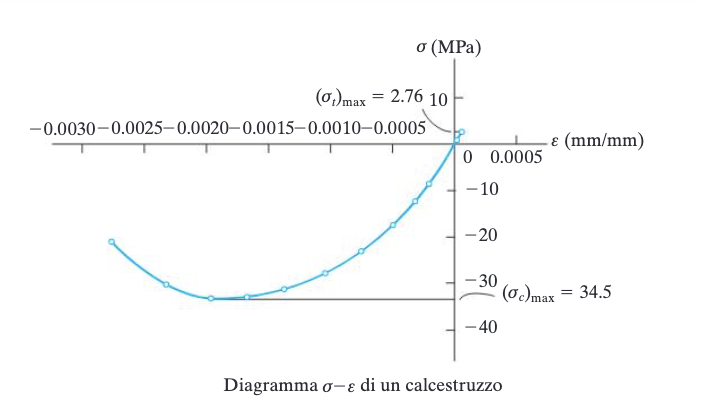 σ (MPa)
(σt)max = 2.76 10
−0.0030−0.0025−0.0020−0.0015−0.0010−0.0005
ε (mm/mm)
0 0.0005
−10
−20
−30
(σc)max = 34.5
−40
Diagramma σ−ε di un calcestruzzo